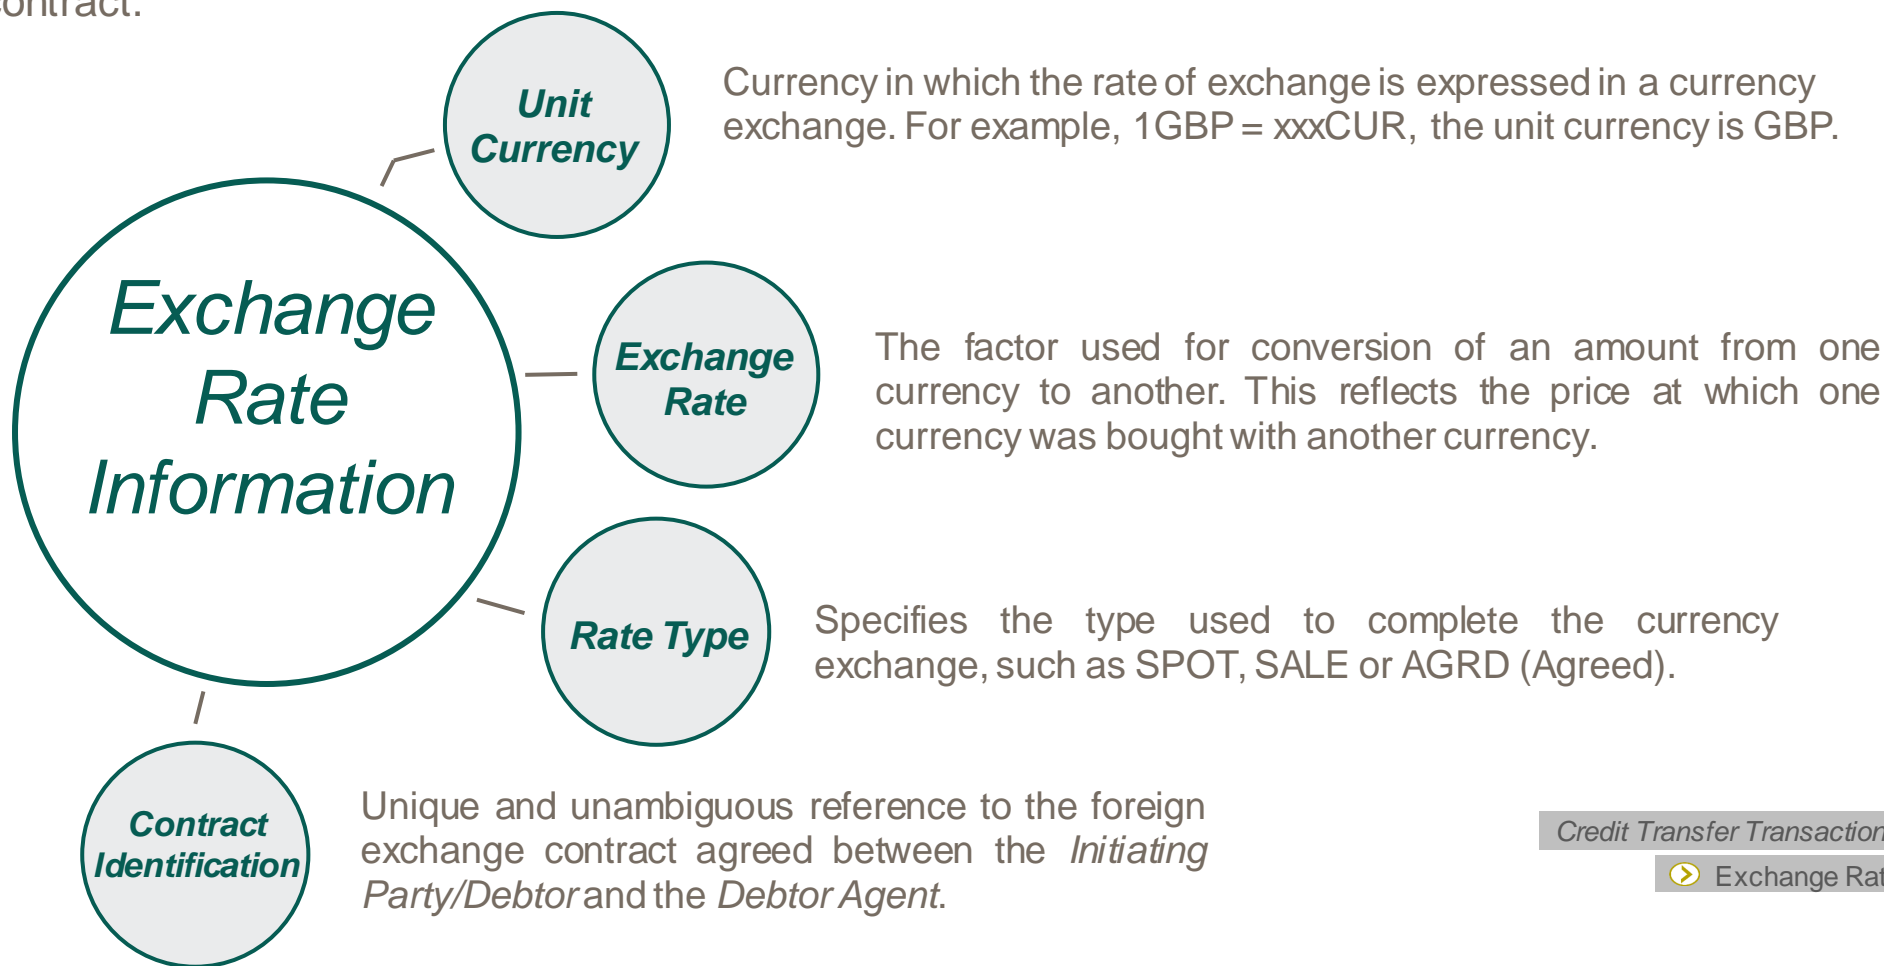 contract.
Unit
Currency
Currency in which the rate of exchange is expressed in a currency
exchange. For example, 1GBP = xxxCUR, the unit currency is GBP.
Exchange
Rate
Information
Exchange
Rate
The factor used for conversion of an amount from one
currency to another. This reflects the price at which one
currency was bought with another currency.
Rate Type
Specifies the type used to complete the currency
exchange, such as SPOT, SALE or AGRD (Agreed).
Contract
Identification
Unique and unambiguous reference to the foreign
exchange contract agreed between the Initiating
Party/Debtor and the Debtor Agent.
Credit Transfer Transaction
Exchange Rat